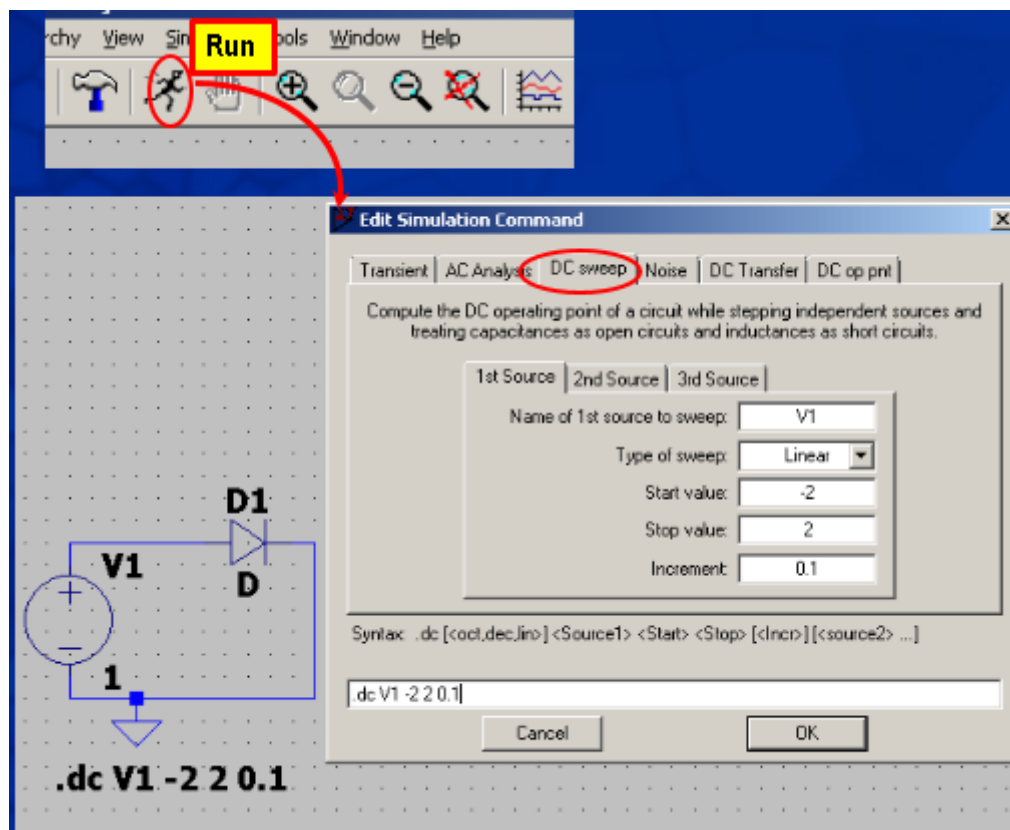 View
Run
Window Help
Edit Simulation Command
Transient AC Analysis DC sweep Noise DC Transfer DC op pnt
Compute the DC operating point of a circuit while stepping independent sources and
treating capacitances as open circuits and inductances as short circuits.
1st Source 2nd Source 3rd Source
Name of 1st source to sweep: V1
Type of sweep: Linear
Start value: -2
Stop value: 2
Increment: 0.1
Syntax: .dc [<oct,dec,lin>] <Source1> <Start> <Stop> [<Incr>] [<source2> ...]
.dc V1 -2 2 0.1
Cancel OK
D1
V1
D
1
.dc V1 -2 2 0.1